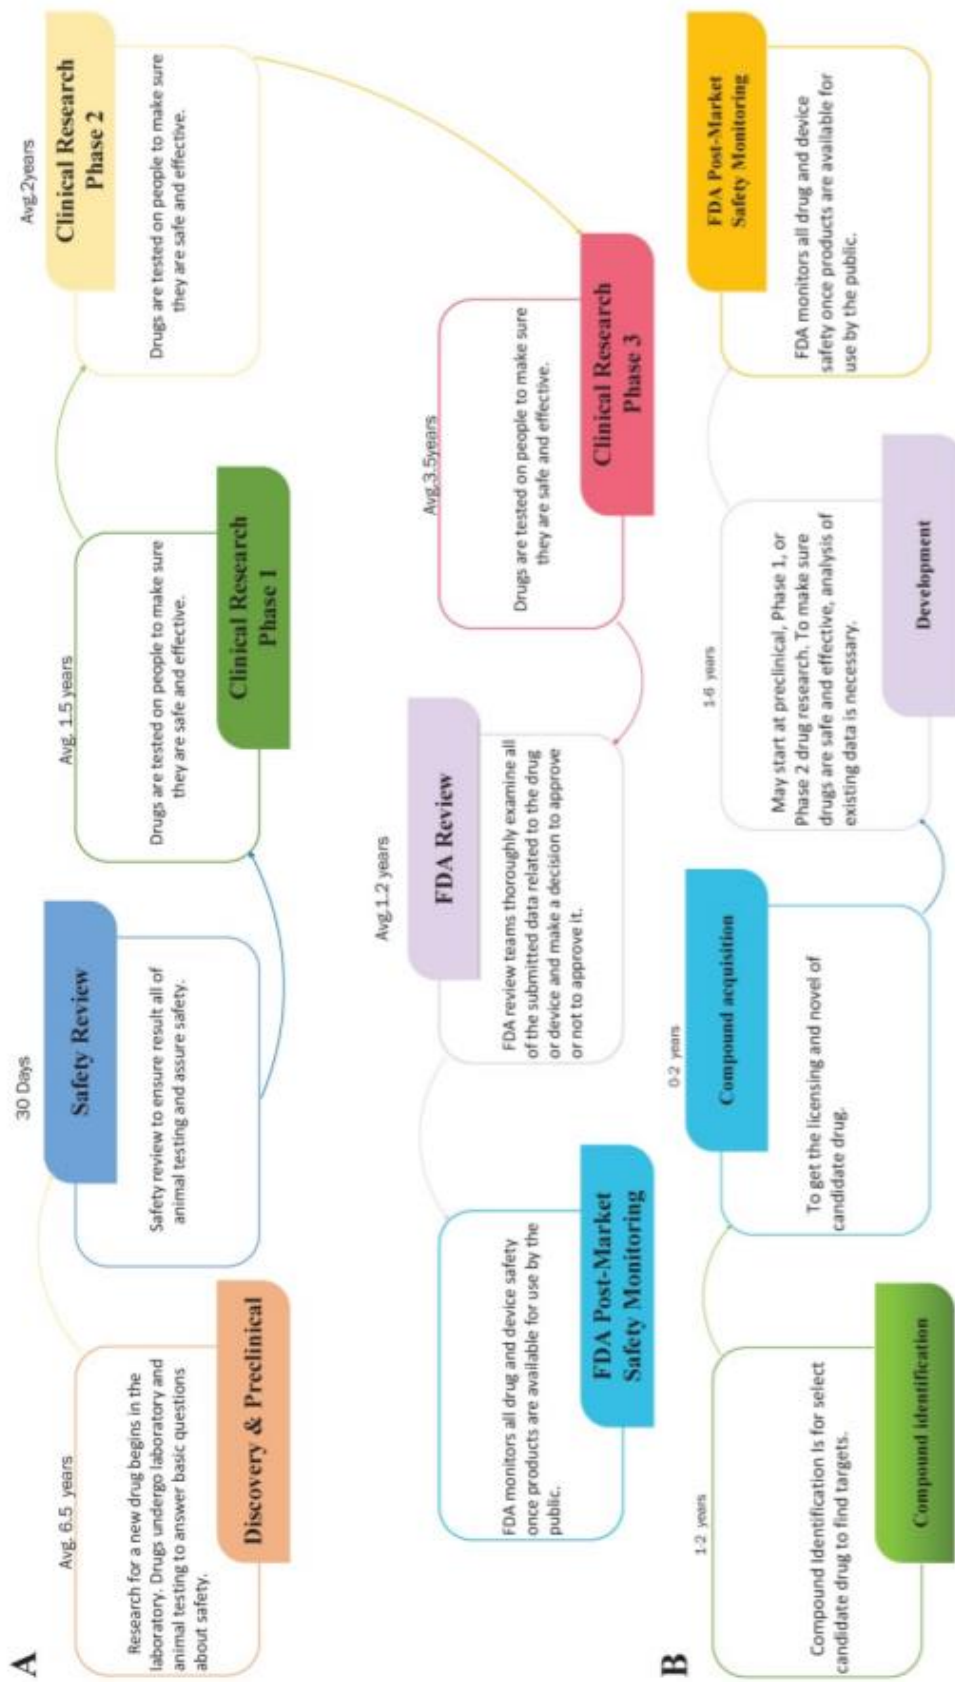 A
Avg. 6.5 years
Research for a new drug begins in the
laboratory. Drugs undergo laboratory and
animal testing to answer basic questions
about safety.
Discovery & Preclinical
30 Days
Safety Review
Safety review to ensure result all of
animal testing and assure safety.
Avg. 1.5 years
Drugs are tested on people to make sure
they are safe and effective.
Clinical Research
Phase 1
Avg.2years
Clinical Research
Phase 2
Drugs are tested on people to make sure
they are safe and effective.
Avg.3.5years
Drugs are tested on people to make sure
they are safe and effective.
Clinical Research
Phase 3
Avg.1.2 years
FDA Review
FDA review teams thoroughly examine all
of the submitted data related to the drug
or device and make a decision to approve
or not to approve it.
FDA monitors all drug and device safety
once products are available for use by the
public.
FDA Post-Market
Safety Monitoring
B
1-2 years
Compound Identification is for select
candidate drug to find targets.
Compound identification
0-2 years
Compound acquisition
To get the licensing and novel of
candidate drug.
1-6 years
May start at preclinical, Phase 1, or
Phase 2 drug research. To make sure
drugs are safe and effective, analysis of
existing data is necessary.
Development
FDA Post-Market
Safety Monitoring
FDA monitors all drug and device
safety once products are available for
use by the public.